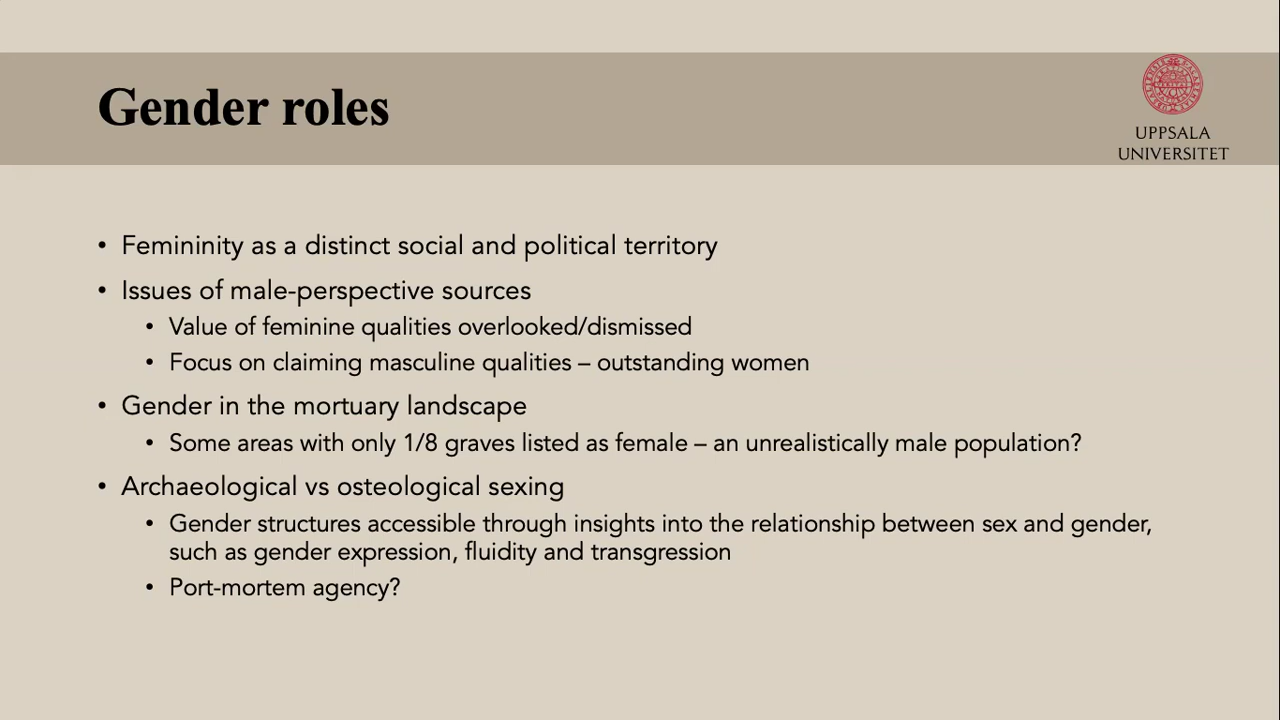 Gender roles
UPPSALA
UNIVERSITET
• Femininity as a distinct social and political territory
• Issues of male-perspective sources
• Value of feminine qualities overlooked/dismissed
• Focus on claiming masculine qualities – outstanding women
• Gender in the mortuary landscape
• Some areas with only 1/8 graves listed as female – an unrealistically male population?
• Archaeological vs osteological sexing
• Gender structures accessible through insights into the relationship between sex and gender,
such as gender expression, fluidity and transgression
• Port-mortem agency?